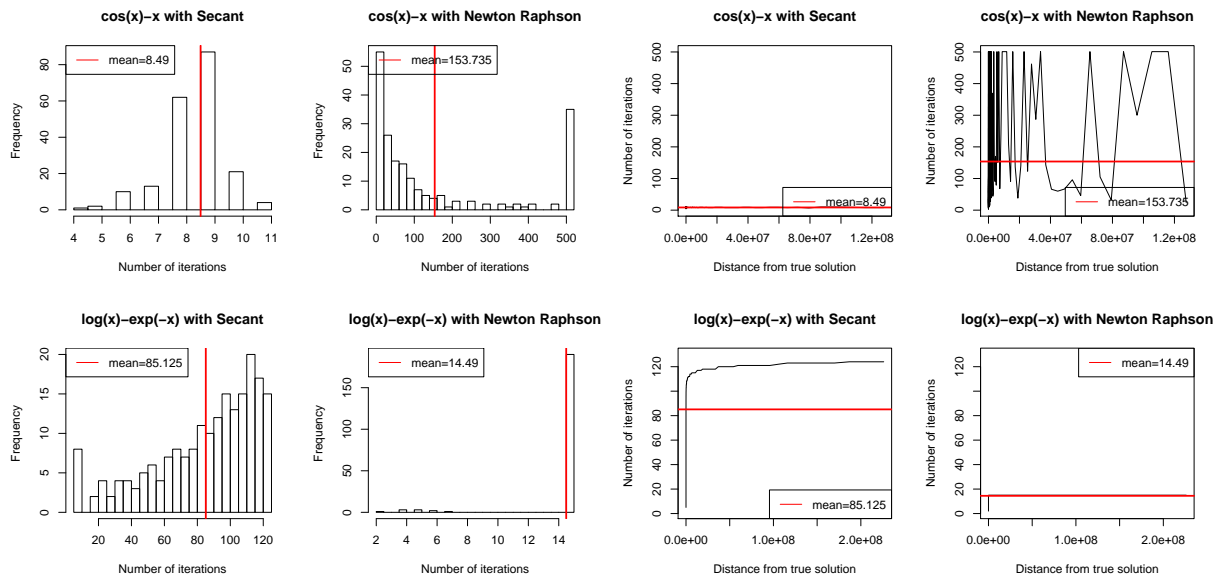 cos(x)−x with Secant
mean=8.49
Frequency
0 20 40 60 80
4 5 6 7 8 9 10 11
Number of iterations
cos(x)−x with Newton Raphson
mean=153.735
Frequency
0 10 20 30 40 50
0 100 200 300 400 500
Number of iterations
cos(x)−x with Secant
Number of iterations
0 100 200 300 400 500
mean=8.49
0.0e+00 4.0e+07 8.0e+07 1.2e+08
Distance from true solution
cos(x)−x with Newton Raphson
Number of iterations
0 100 200 300 400 500
mean=153.735
0.0e+00 4.0e+07 8.0e+07 1.2e+08
Distance from true solution
log(x)−exp(−x) with Secant
mean=85.125
Frequency
0 5 10 15 20
20 40 60 80 100 120
Number of iterations
log(x)−exp(−x) with Newton Raphson
mean=14.49
Frequency
0 50 100 150
2 4 6 8 10 12 14
Number of iterations
log(x)−exp(−x) with Secant
Number of iterations
0 20 40 60 80 120
mean=85.125
0.0e+00 1.0e+08 2.0e+08
Distance from true solution
log(x)−exp(−x) with Newton Raphson
mean=14.49
Number of iterations
0 20 40 60 80 120
0.0e+00 1.0e+08 2.0e+08
Distance from true solution